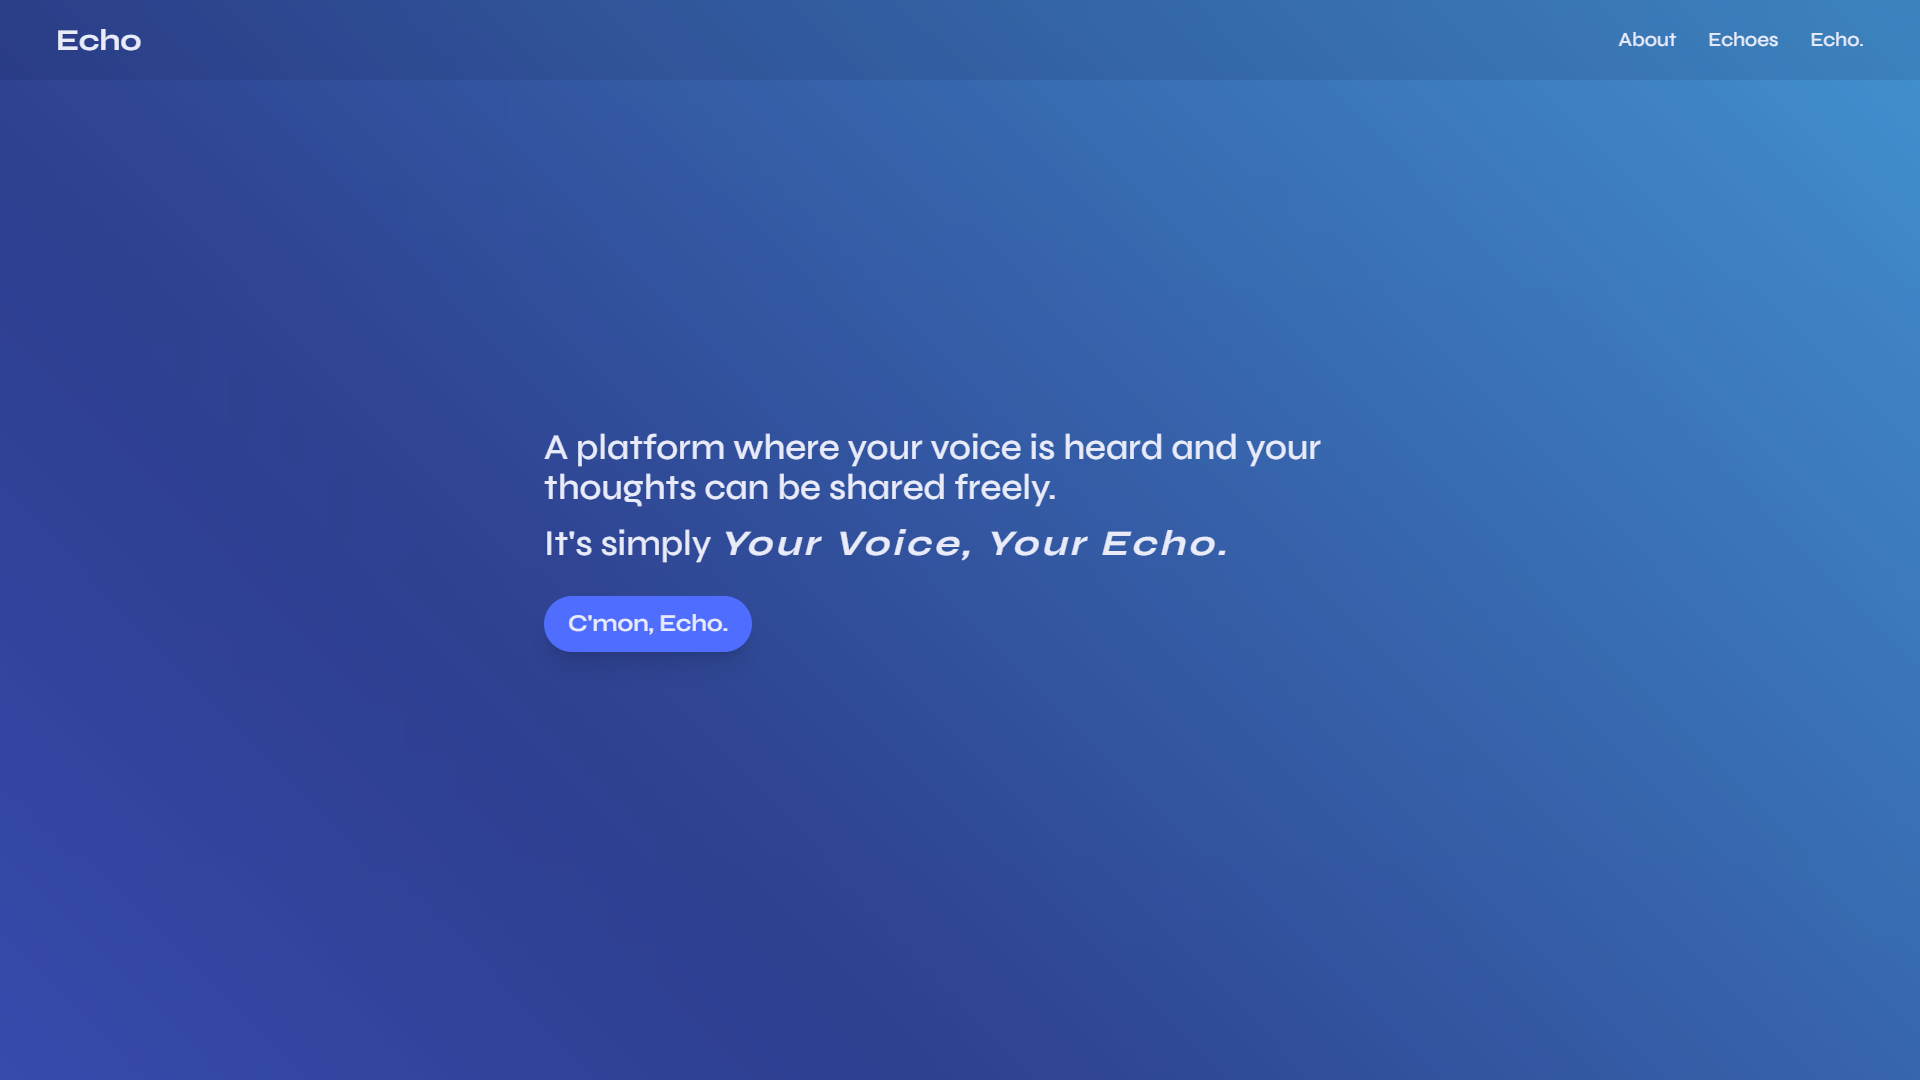 Echo
About
Echoes
Echo.
A platform where your voice is heard and your
thoughts can be shared freely.
It's simply Your Voice, Your Echo.
C'mon, Echo.